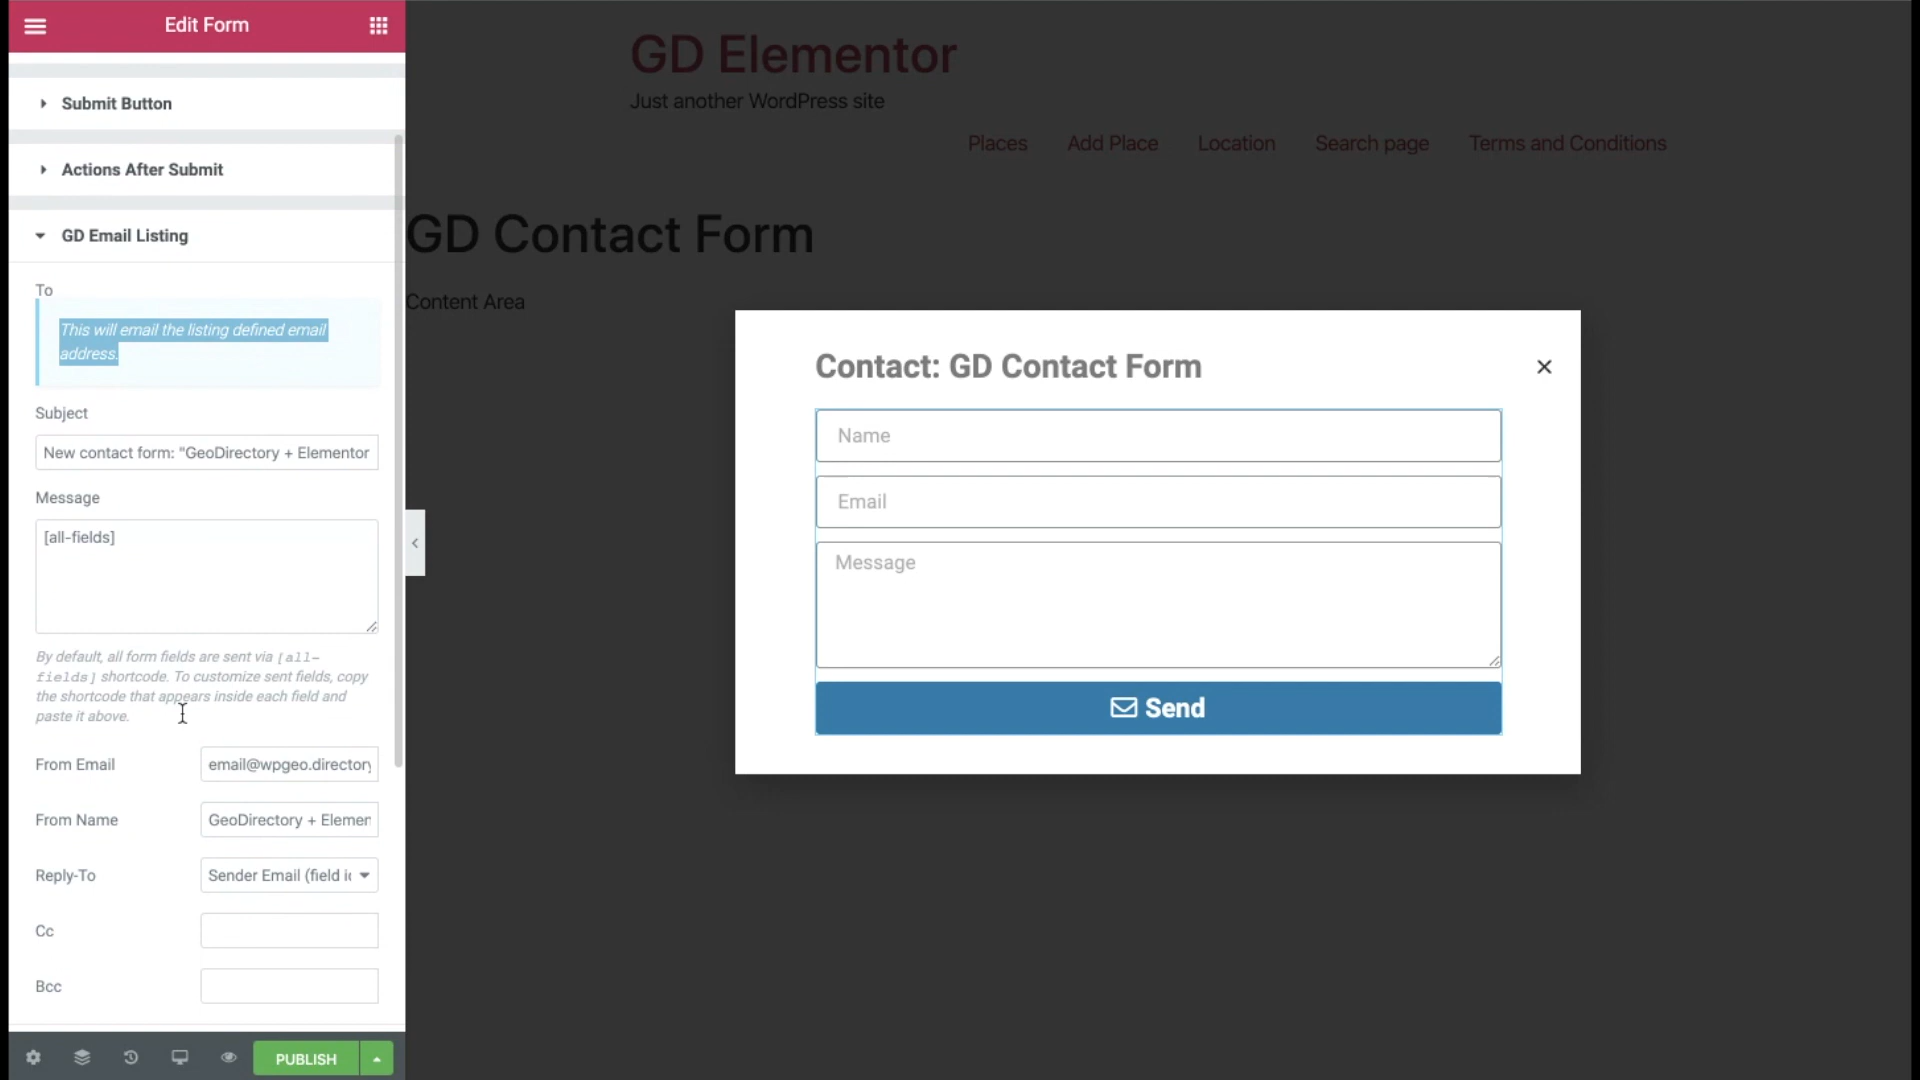 Edit Form
Submit Button
Actions After Submit
GD Email Listing
To
This will email the listing defined email
address.
Subject
New contact form: "GeoDirectory + Elementor
Message
[all-fields]
By default, all form fields are sent via [all-
fields] shortcode. To customize sent fields, copy
the shortcode that appears inside each field and
paste it above.
From Email
email@wpgeo.directory
From Name
GeoDirectory + Elemen
Reply-To
Sender Email (field i
Cc
Bcc
PUBLISH
GD Elementor
Just another WordPress site
Places
Add Place
Location
Search page
Terms and Conditions
GD Contact Form
Content Area
Contact: GD Contact Form
Name
Email
Message
Send